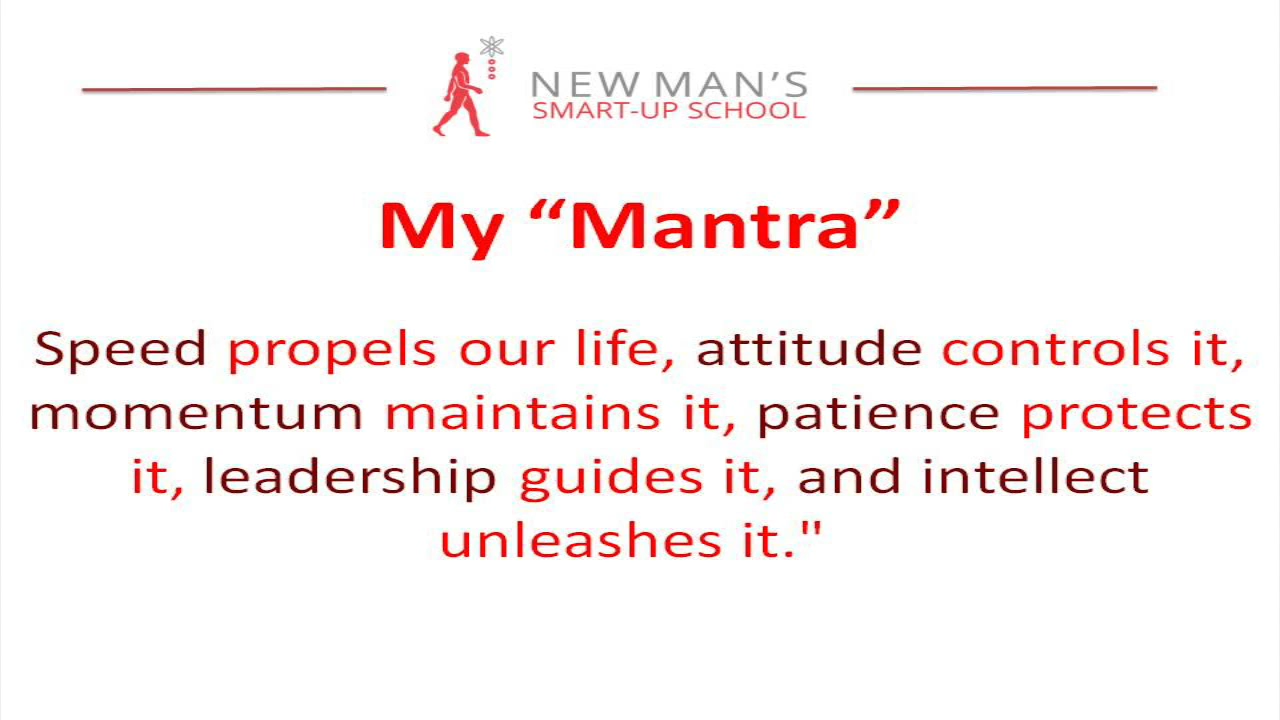 NEW MAN'S
SMART-UP SCHOOL
My “Mantra”
Speed propels our life, attitude controls it,
momentum maintains it, patience protects
it, leadership guides it, and intellect
unleashes it."